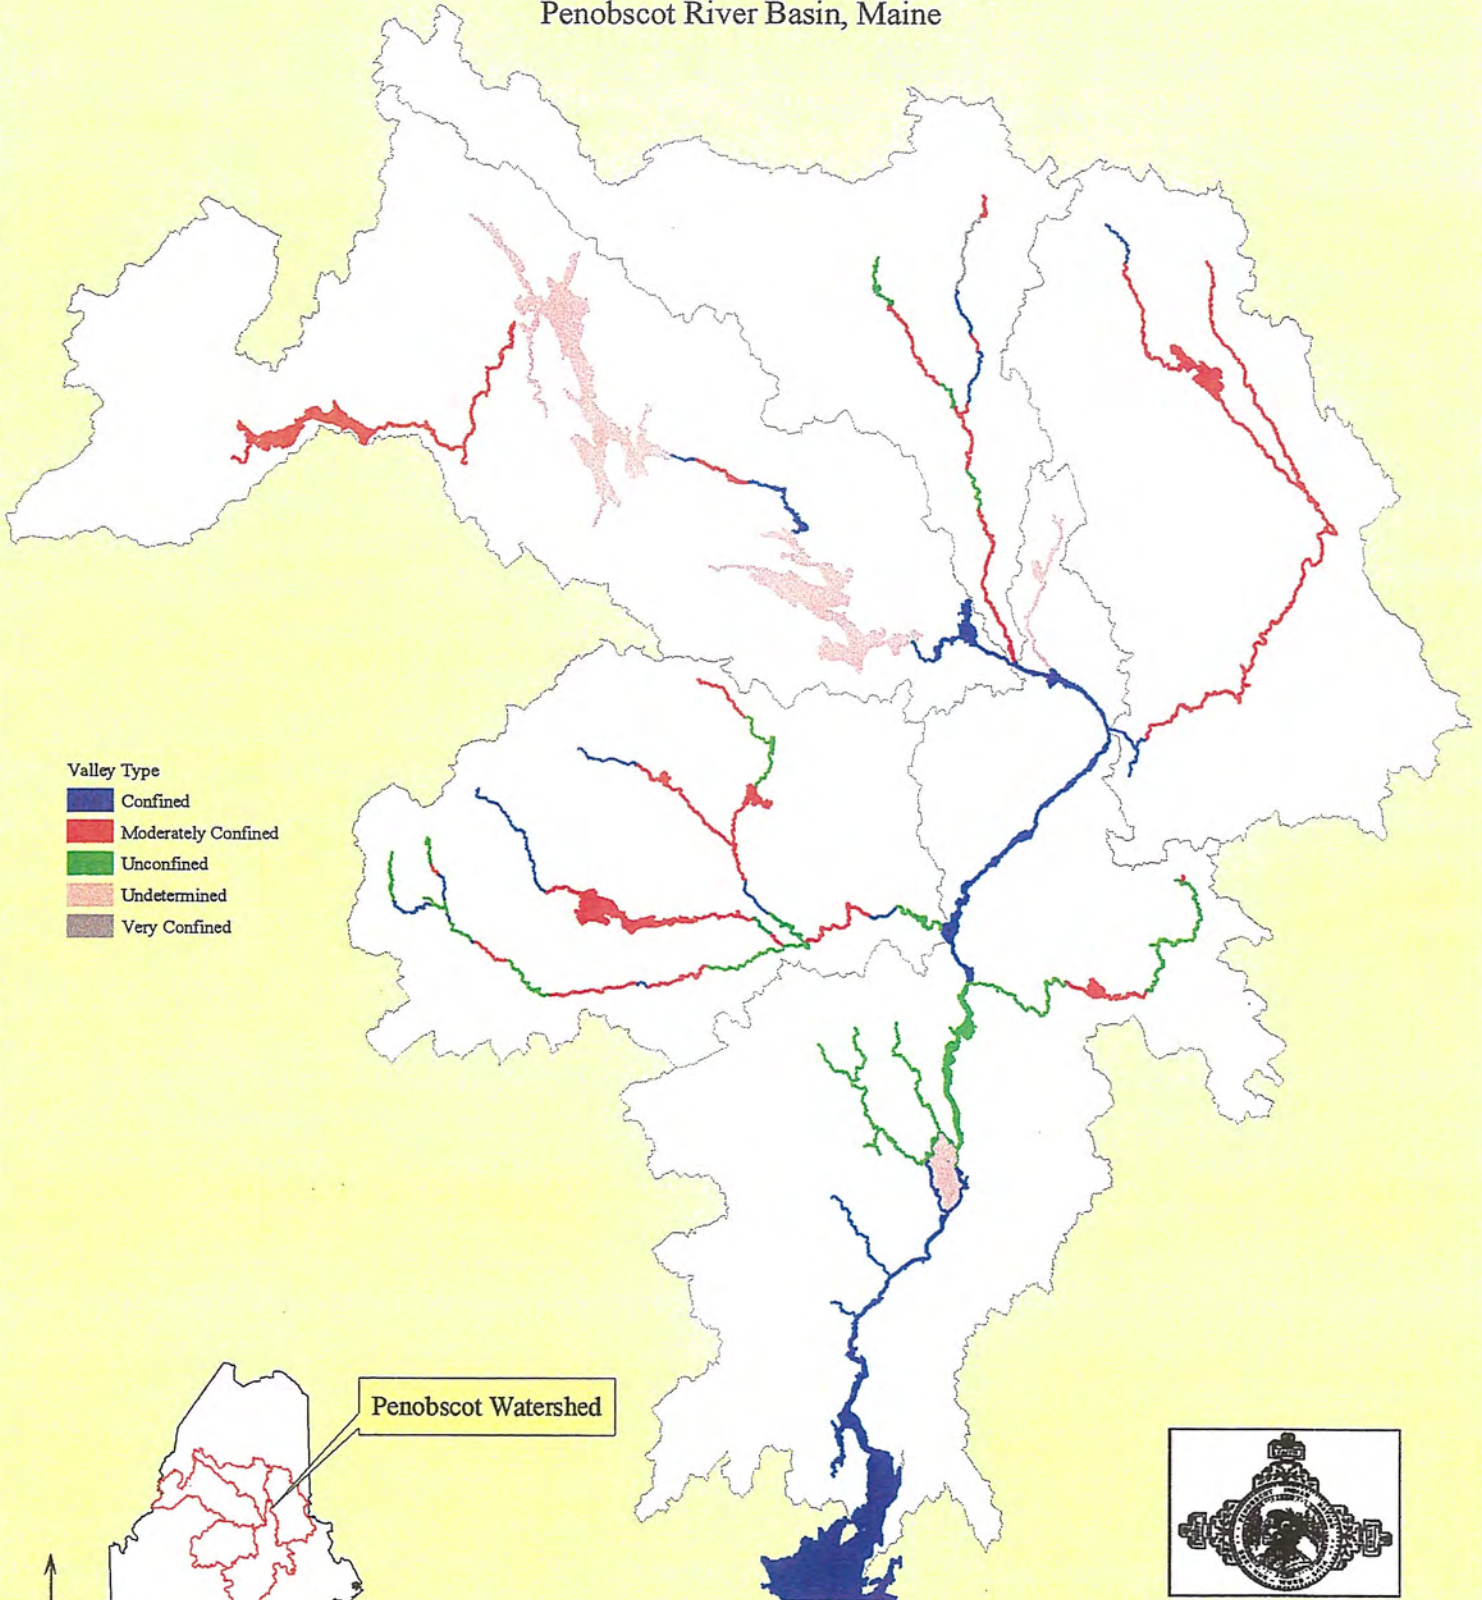 Penobscot River Basin, Maine
Valley Type
Confined
Moderately Confined
Unconfined
Undetermined
Very Confined
Penobscot Watershed